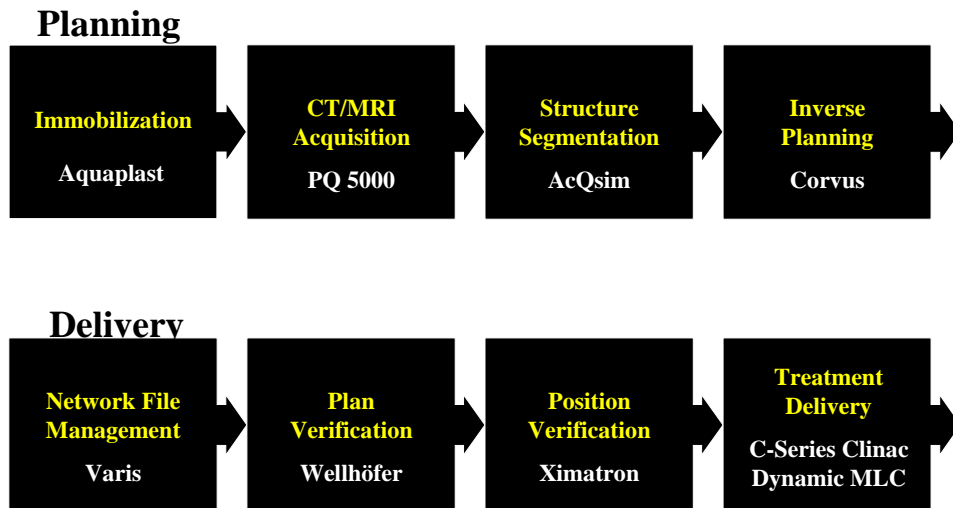 Planning
Immobilization
Aquaplast
CT/MRI
Acquisition
PQ 5000
Structure
Segmentation
AcQsim
Inverse
Planning
Corvus
Delivery
Network File
Management
Varis
Plan
Verification
Wellhöfer
Position
Verification
Ximatron
Treatment
Delivery
C-Series Clinac
Dynamic MLC